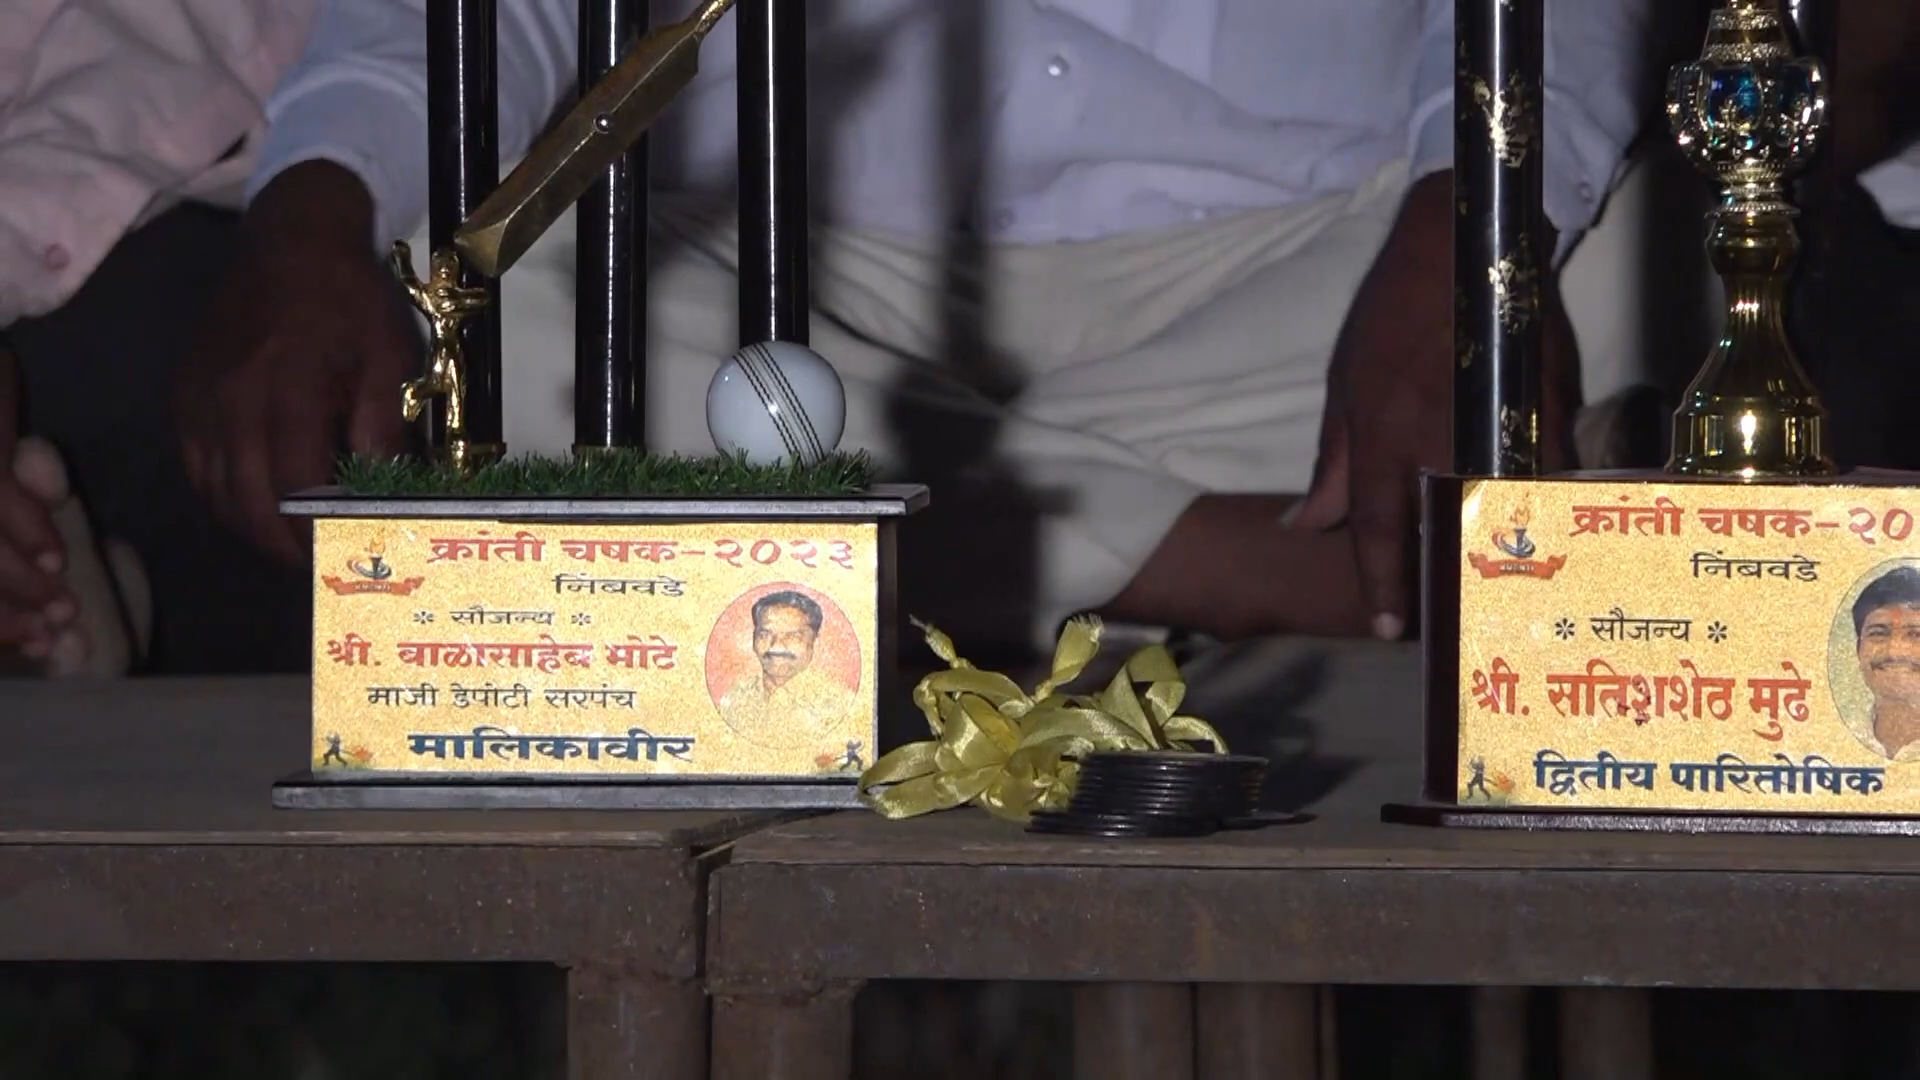 क्रांती चषक-२०२३
निंबवडे
* सौजन्य *
श्री. बाळासाहेब मोटे
माजी डेपोटी सरपंच
मालिकावीर
क्रांती चषक-२०
निंबवडे
* सौजन्य *
श्री. सतिशशेठ मुढे
द्वितीय पारितोषिक